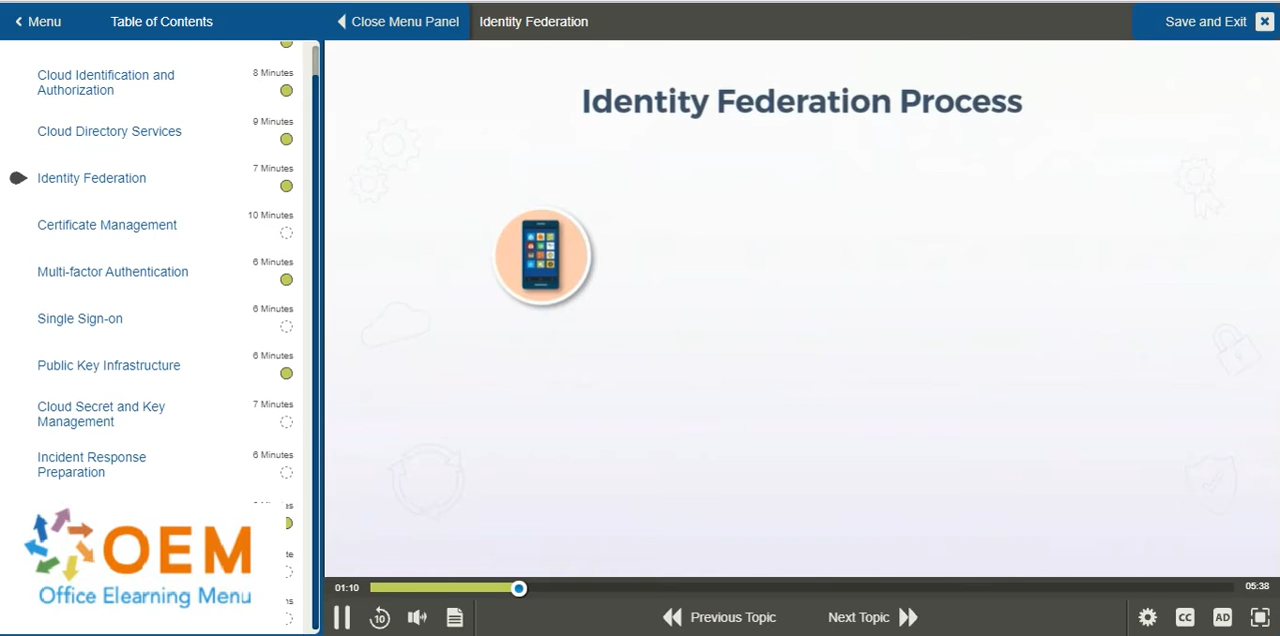 Menu
Table of Contents
Close Menu Panel
Identity Federation
Save and Exit
8 Minutes
Cloud Identification and
Authorization
9 Minutes
Cloud Directory Services
7 Minutes
Identity Federation
10 Minutes
Certificate Management
6 Minutes
Multi-factor Authentication
6 Minutes
Single Sign-on
6 Minutes
Public Key Infrastructure
7 Minutes
Cloud Secret and Key
Management
6 Minutes
Incident Response
Preparation
OEM
Office Elearning Menu
Identity Federation Process
01:10
05:38
10
Previous Topic
Next Topic
CC
AD